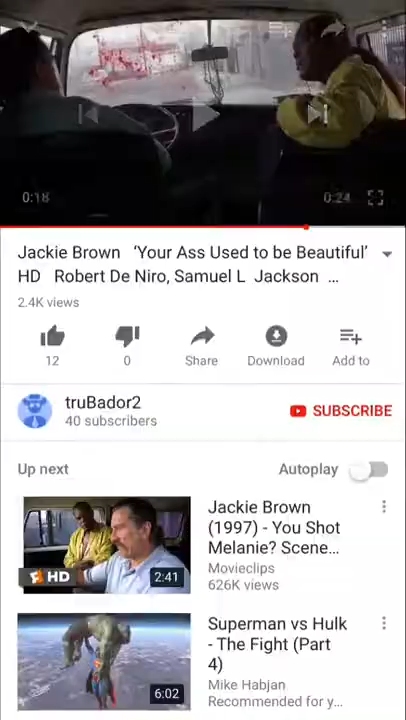 0:18
0:24
Jackie Brown 'Your Ass Used to be Beautiful'
HD Robert De Niro, Samuel L Jackson ...
2.4K views
12
0
Share
Download
Add to
truBador2
40 subscribers
SUBSCRIBE
Up next
Autoplay
Jackie Brown
(1997) - You Shot
Melanie? Scene...
Movieclips
626K views
HD
2:41
Superman vs Hulk
- The Fight (Part
4)
Mike Habjan
Recommended for y...
6:02